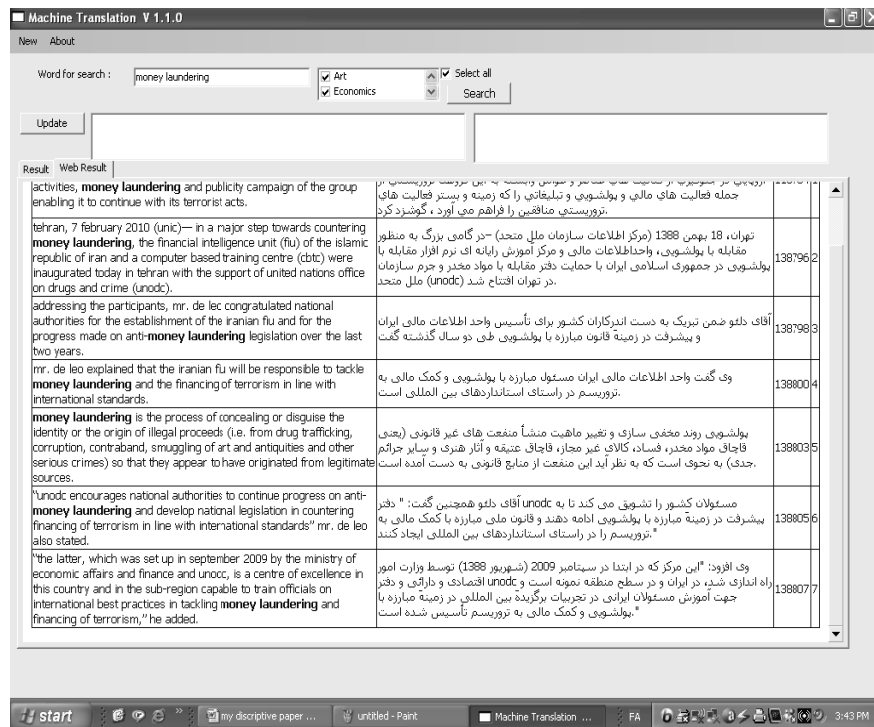 Machine Translation V 1.1.0
New About
Word for search : money laundering
Art
Economics
Select all
Search
Update
Result Web Result
activities, money laundering and publicity campaign of the group
enabling it to continue with its terrorist acts.
جمله فعالیت های مالي و پولشويي و تبليغاتي را که زمینه و بستر فعالیت های
تروریستي منافقین را فراهم مي آورد ، گوشزد کرد.
tehran, 7 february 2010 (unic)— in a major step towards countering
money laundering, the financial intelligence unit (fiu) of the islamic
republic of iran and a computer based training centre (cbtc) were
inaugurated today in tehran with the support of united nations office
on drugs and crime (unodc).
تهران، 18 بهمن 1388 (مرکز اطلاعات سازمان ملل متحد) –در گامی بزرگ به منظور
مقابله با پولشویی، واحداطلاعات مالی و مرکز آموزش رایانه ای نرم افزار مقابله با
پولشویی در جمهوری اسلامی ایران با حمایت دفتر مقابله با مواد مخدر و جرم سازمان
ملل متحد (unodc) در تهران افتتاح شد.
138796 2
addressing the participants, mr. de lec congratulated national
authorities for the establishment of the iranian fiu and for the
progress made on anti-money laundering legislation over the last
two years.
آقای دلئو ضمن تبریک به دست اندرکاران کشور برای تأسیس واحد اطلاعات مالی ایران
و پیشرفت در زمینة قانون مبارزه با پولشویی طی دو سال گذشته گفت
138798 3
mr. de leo explained that the iranian fu will be responsible to tackle
money laundering and the financing of terrorism in line with
international standards.
وی گفت واحد اطلاعات مالی ایران مسئول مبارزه با پولشویی و کمک مالی به
تروریسم در راستای استانداردهای بین المللی است.
138800 4
money laundering is the process of concealing or disguise the
identity or the origin of illegal proceeds (i.e. from drug trafficking,
corruption, contraband, smuggling of art and antiquities and other
serious crimes) so that they appear to have originated from legitimate
sources.
پولشویی روند مخفی سازی و تغییر ماهیت منشأ منفعت های غیر قانونی (یعنی
قاچاق مواد مخدر، فساد، کالای غیر مجاز، قاچاق عتیقه و آثار هنری و سایر جرائم
جدی) به نحوی است که به نظر آید این منفعت از منابع قانونی به دست آمده است.
138803 5
"unodc encourages national authorities to continue progress on anti-
money laundering and develop national legislation in countering
financing of terrorism in line with international standards" mr. de leo
also stated.
مسئولان کشور را تشویق می کند تا به unodc آقای دلئو همچنین گفت: " دفتر
پیشرفت در زمینة مبارزه با پولشویی ادامه دهند و قانون ملی مبارزه با کمک مالی به
تروریسم را در راستای استانداردهای بین المللی ایجاد کنند."
138805 6
"the latter, which was set up in september 2009 by the ministry of
economic affairs and finance and unocc, is a centre of excellence in
this country and in the sub-region capable to train officials on
international best practices in tackling money laundering and
financing of terrorism," he added.
وی افزود: "این مرکز که در ابتدا در سپتامبر 2009 (شهریور 1388) توسط وزارت امور
راه اندازی شد، در ایران و در سطح منطقه نمونه است و unodc اقتصادی و دارائی و دفتر
جهت آموزش مسئولان ایرانی در تجربیات برگزیدة بین المللی در زمینة مبارزه با
پولشویی و کمک مالی به تروریسم تأسیس شده است."
138807 7
start my discriptive paper ... untitled - Paint Machine Translation ... FA 3:43 PM